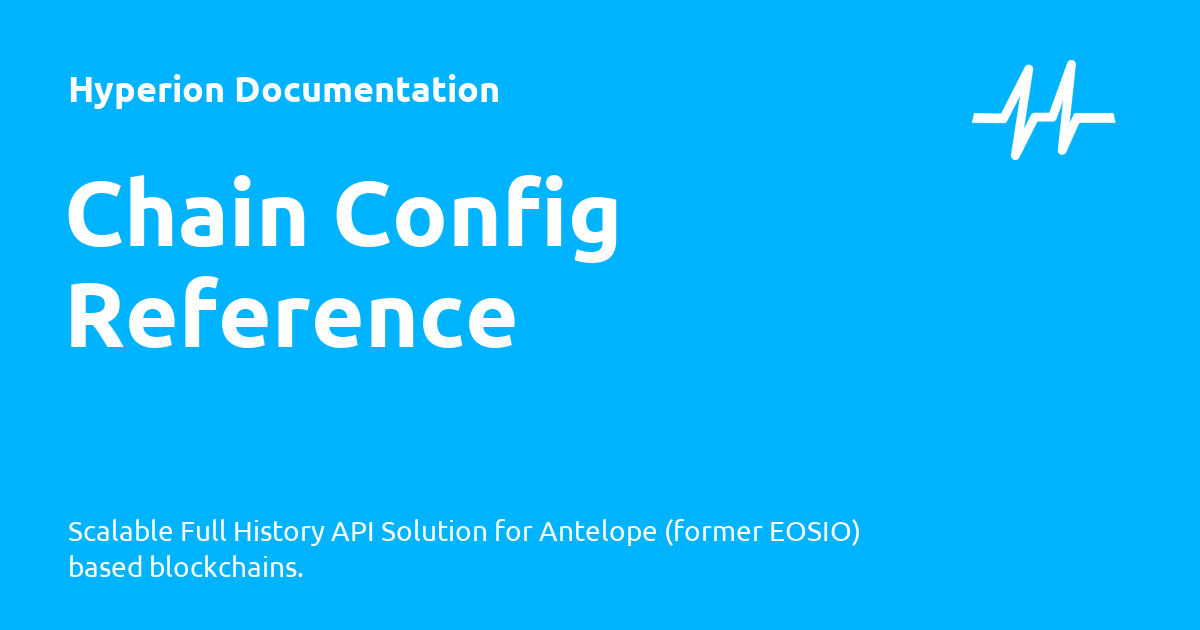 Hyperion Documentation
Chain Config
Reference
Scalable Full History API Solution for Antelope (former EOSIO)
based blockchains.